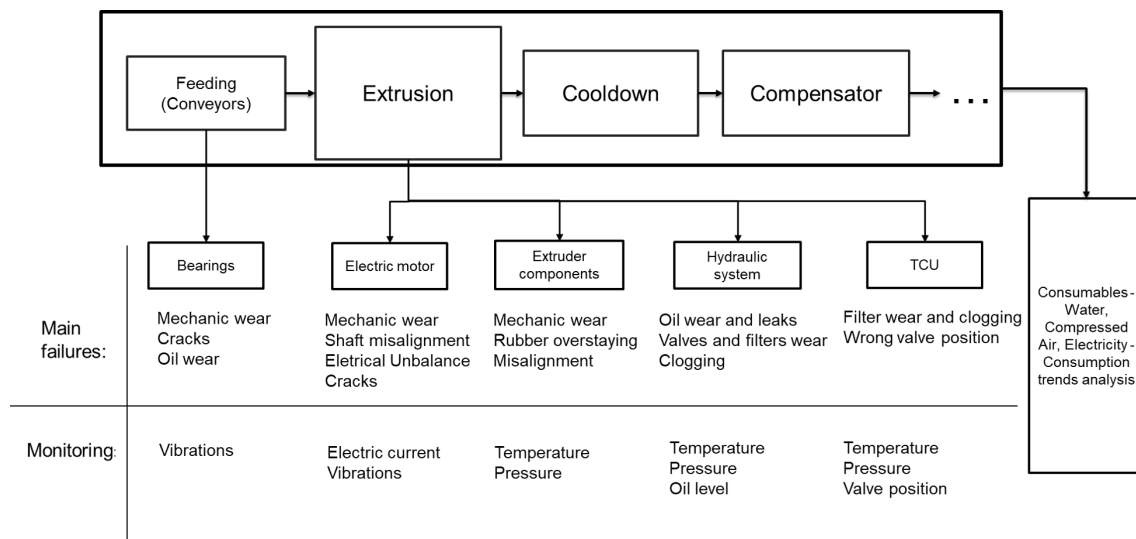 Feeding
(Conveyors)
Extrusion
Cooldown
Compensator
...
Bearings
Electric motor
Extruder
components
Hydraulic
system
TCU
Consumables-
Water,
Compressed
Air, Electricity-
Consumption
trends analysis
Main
failures:
Mechanic wear
Cracks
Oil wear
Mechanic wear
Shaft misalignment
Eletrical Unbalance
Cracks
Mechanic wear
Rubber overstaying
Misalignment
Oil wear and leaks
Valves and filters wear
Clogging
Filter wear and clogging
Wrong valve position
Monitoring:
Vibrations
Electric current
Vibrations
Temperature
Pressure
Temperature
Pressure
Oil level
Temperature
Pressure
Valve position